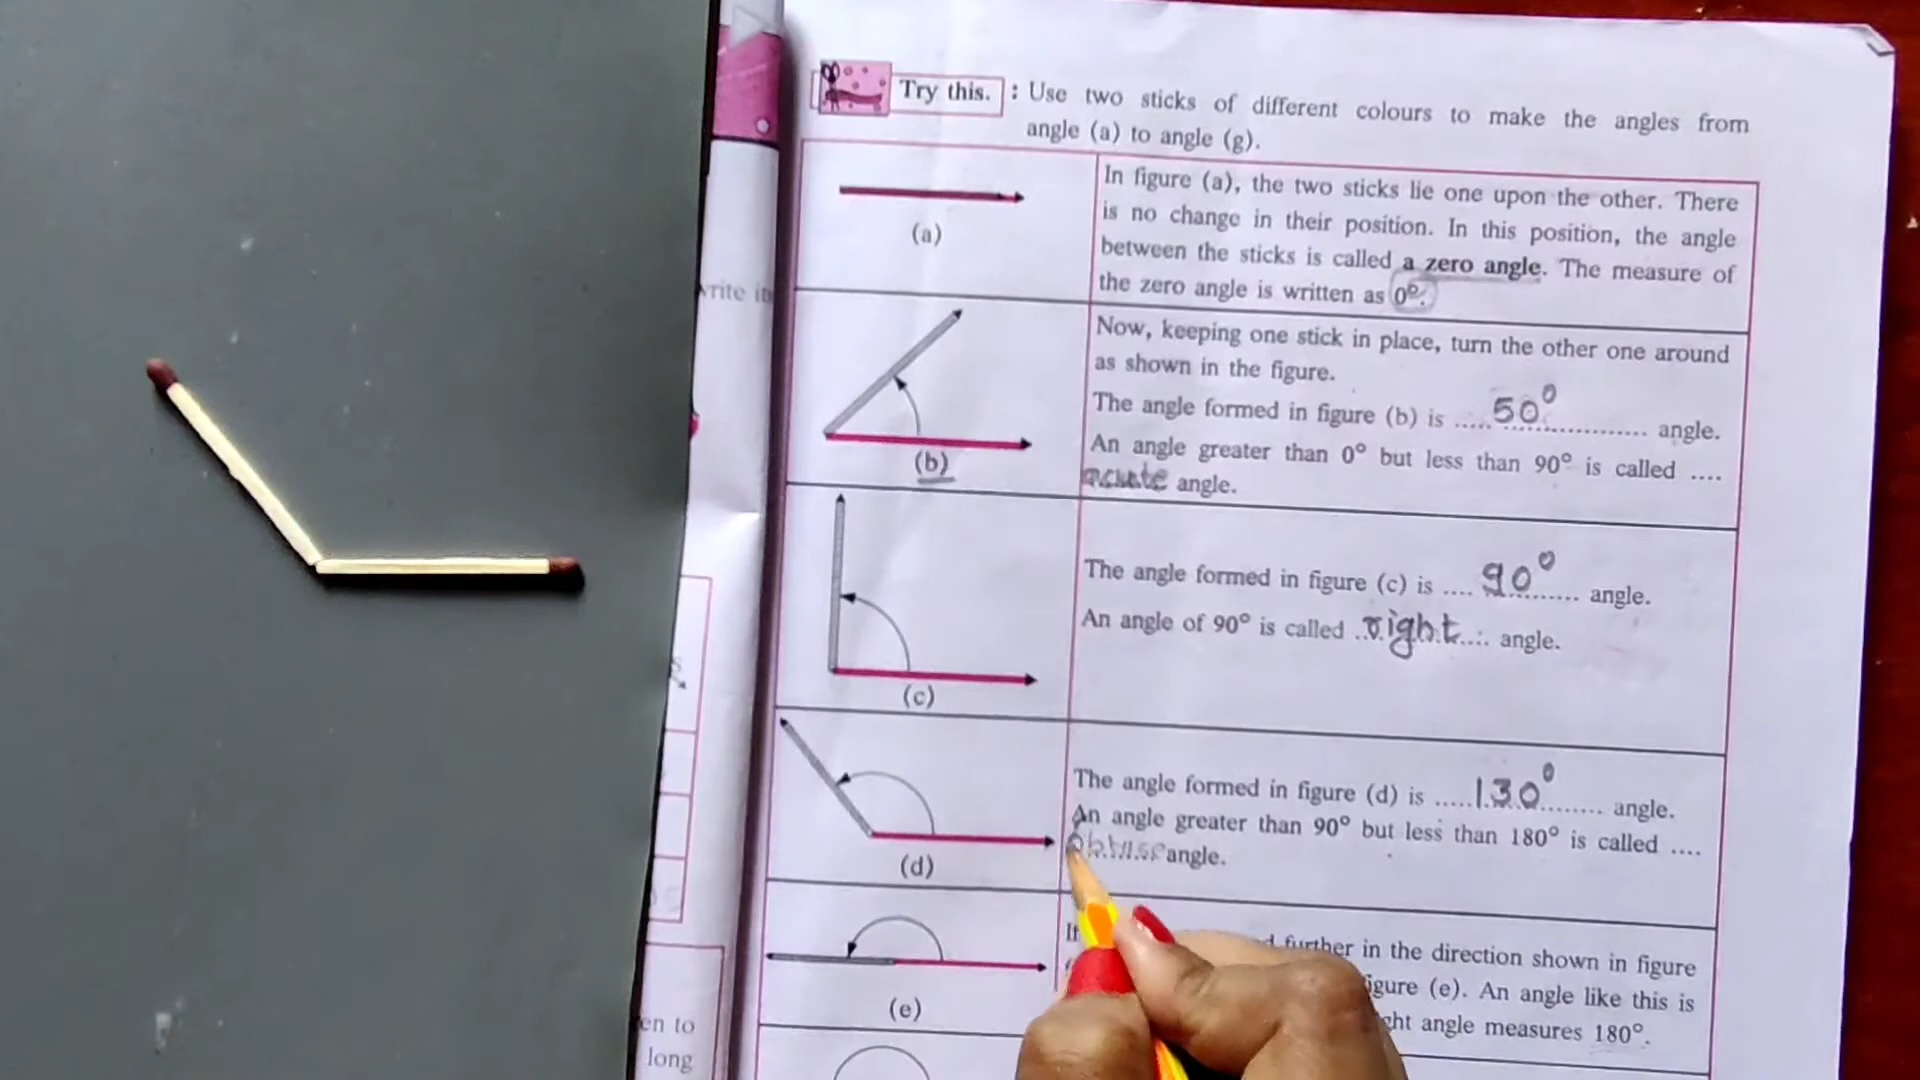 Try this. : Use two sticks of different colours to make the angles from
angle (a) to angle (g).
(a)
In figure (a), the two sticks lie one upon the other. There
is no change in their position. In this position, the angle
between the sticks is called a zero angle. The measure of
the zero angle is written as 0°.
write it
(b)
Now, keeping one stick in place, turn the other one around
as shown in the figure.
The angle formed in figure (b) is .....50°.............. angle.
An angle greater than 0° but less than 90° is called ....
acute angle.
(c)
The angle formed in figure (c) is .... 90°......... angle.
An angle of 90° is called ..right..... angle.
(d)
The angle formed in figure (d) is .....130°........ angle.
An angle greater than 90° but less than 180° is called ....
Obtuse angle.
(e)
further in the direction shown in figure
figure (e). An angle like this is
angle measures 180°.
en to
long